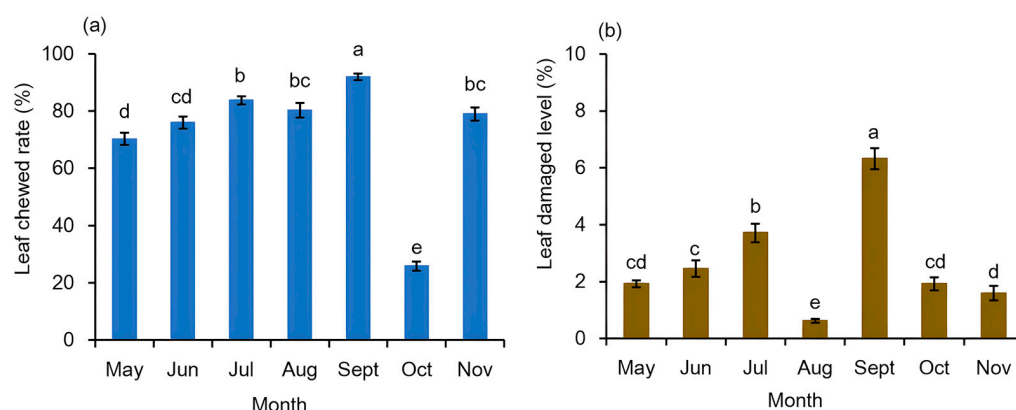 (a)
Leaf chewed rate (%)
100
80
60
40
20
0
d
cd
b
bc
a
e
bc
May Jun Jul Aug Sept Oct Nov
Month
(b)
Leaf damaged level (%)
10
8
6
4
2
0
cd
c
b
e
a
cd
d
May Jun Jul Aug Sept Oct Nov
Month